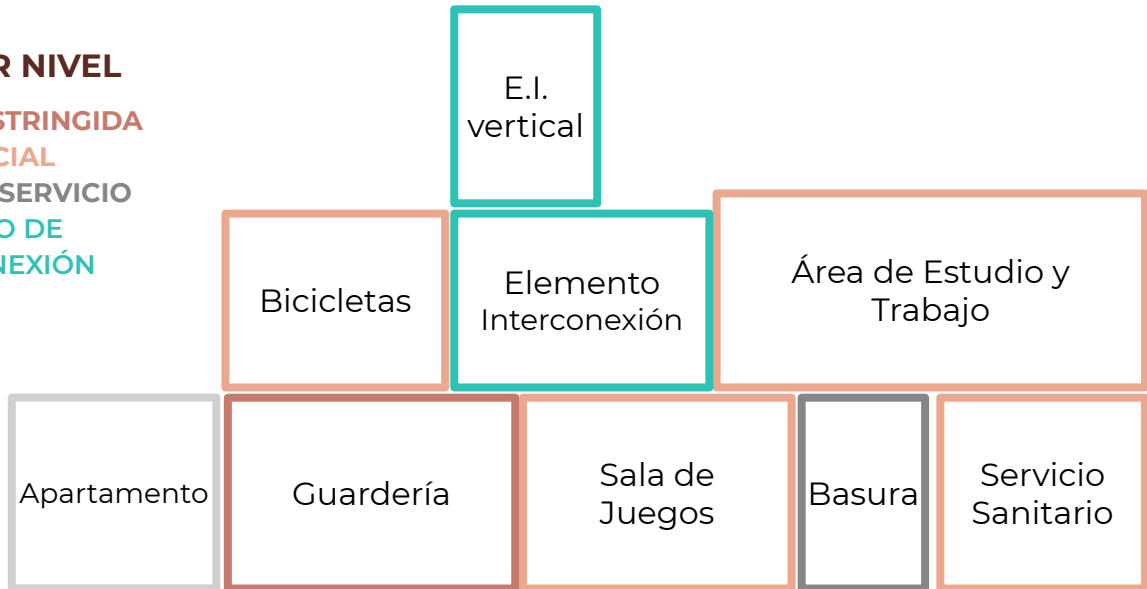 R NIVEL
STRINGIDA
CIAL
SERVICIO
O DE
NEXIÓN
E.I.
vertical
Bicicletas
Elemento
Interconexión
Área de Estudio y
Trabajo
Apartamento
Guardería
Sala de
Juegos
Basura
Servicio
Sanitario